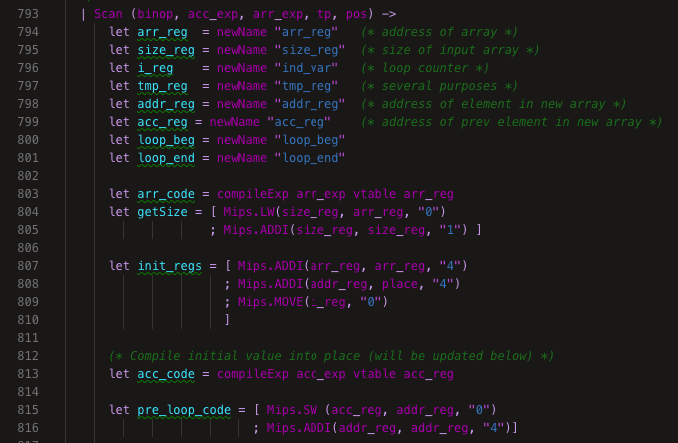 793 | Scan (binop, acc_exp, arr_exp, tp, pos) ->
794 let arr_reg = newName "arr_reg" (* address of array *)
795 let size_reg = newName "size_reg" (* size of input array *)
796 let i_reg = newName "ind_var" (* loop counter *)
797 let tmp_reg = newName "tmp_reg" (* several purposes *)
798 let addr_reg = newName "addr_reg" (* address of element in new array *)
799 let acc_reg = newName "acc_reg" (* address of prev element in new array *)
800 let loop_beg = newName "loop_beg"
801 let loop_end = newName "loop_end"
802
803 let arr_code = compileExp arr_exp vtable arr_reg
804 let getSize = [ Mips.LW(size_reg, arr_reg, "0")
805 ; Mips.ADDI(size_reg, size_reg, "1") ]
806
807 let init_regs = [ Mips.ADDI(arr_reg, arr_reg, "4")
808 ; Mips.ADDI(addr_reg, place, "4")
809 ; Mips.MOVE(i_reg, "0")
810 ]
811
812 (* Compile initial value into place (will be updated below) *)
813 let acc_code = compileExp acc_exp vtable acc_reg
814
815 let pre_loop_code = [ Mips.SW (acc_reg, addr_reg, "0")
816 ; Mips.ADDI(addr_reg, addr_reg, "4")]